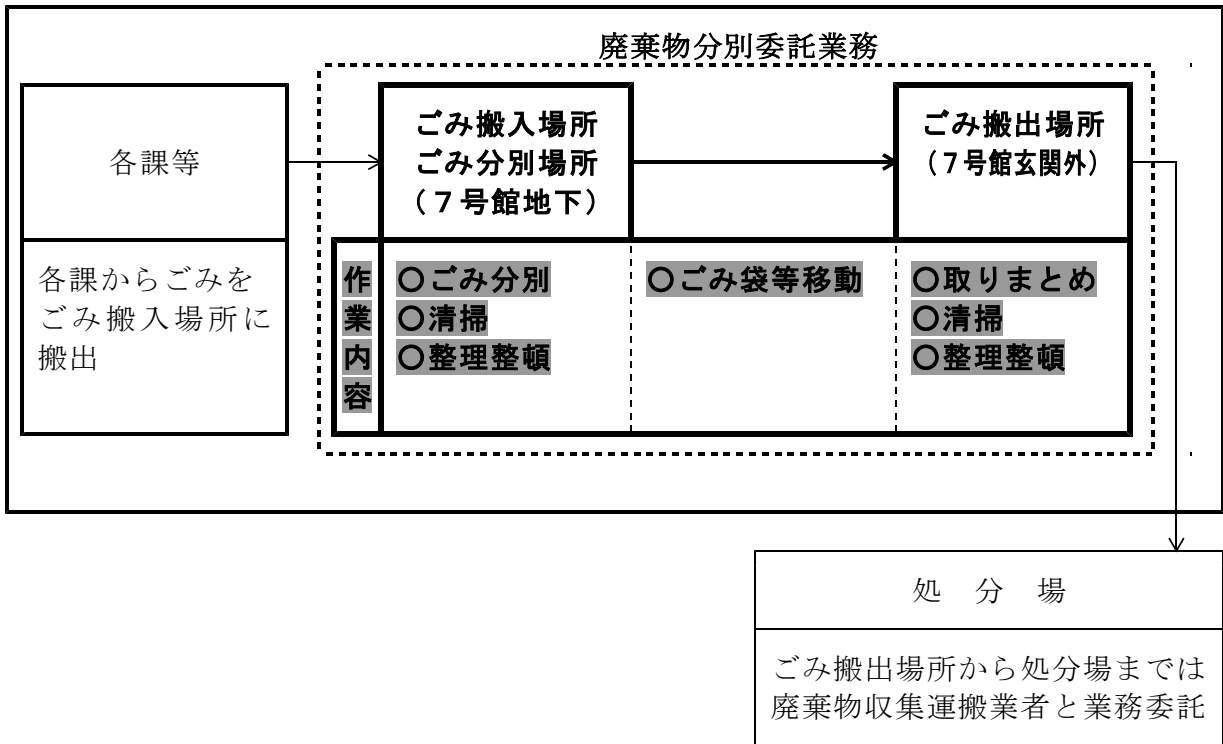 廃棄物分別委託業務
各課等
ごみ搬入場所
ごみ分別場所
（７号館地下）
ごみ搬出場所
（７号館玄関外）
各課からごみを
ごみ搬入場所に
搬出
作
業
内
容
〇ごみ分別
〇清掃
〇整理整頓
〇ごみ袋等移動
〇取りまとめ
〇清掃
〇整理整頓
処　分　場
ごみ搬出場所から処分場までは
廃棄物収集運搬業者と業務委託